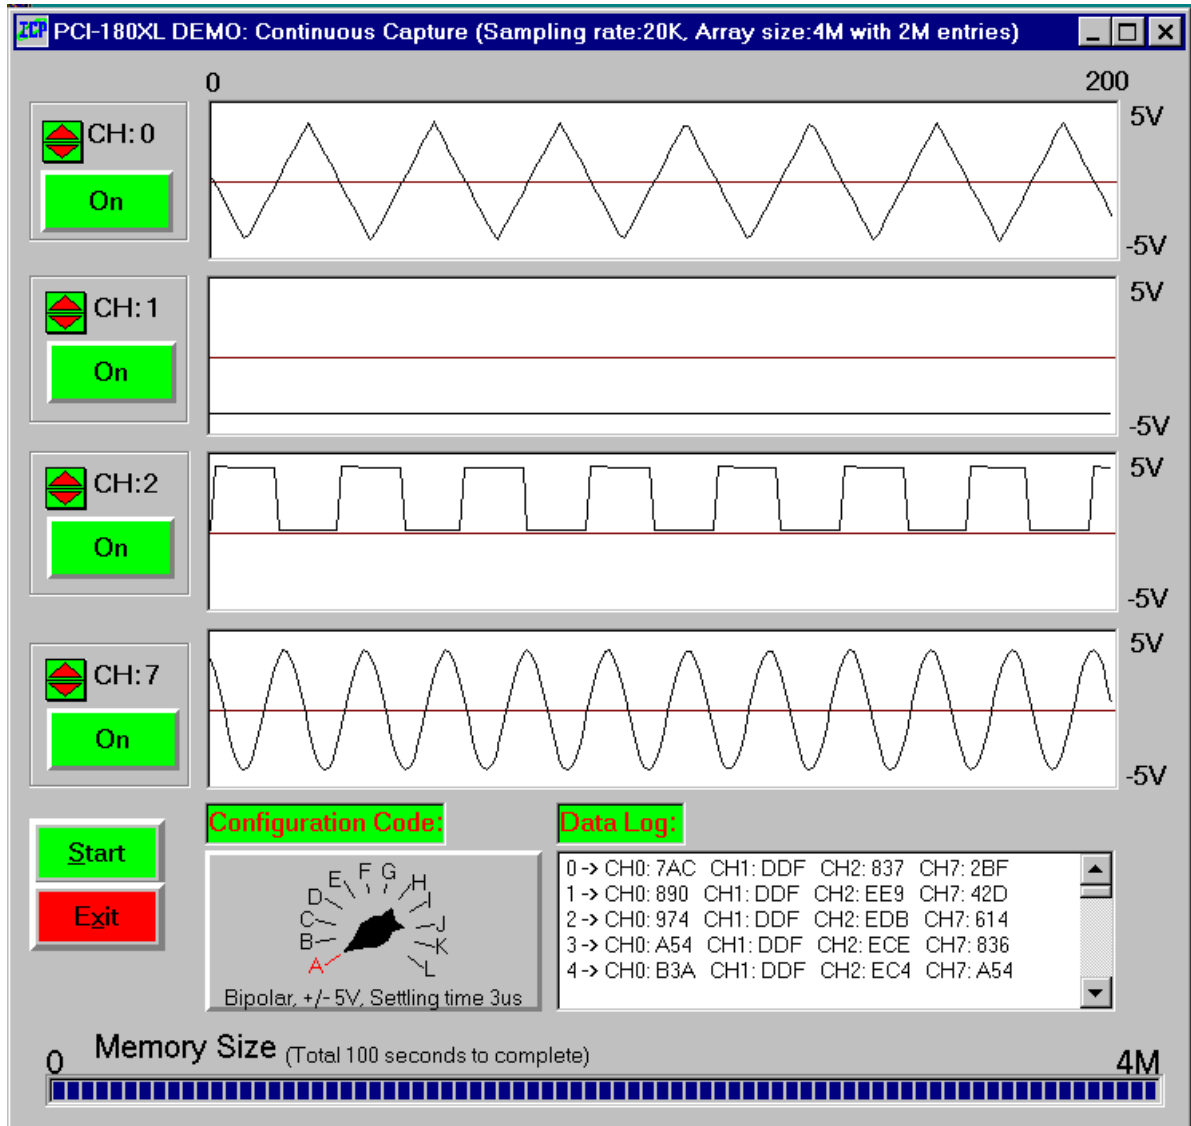 ICP PCI-180XL DEMO: Continuous Capture (Sampling rate:20K, Array size:4M with 2M entries)
0 200
CH: 0
On
5V
-5V
CH: 1
On
5V
-5V
CH:2
On
5V
-5V
CH: 7
On
5V
-5V
Start
Exit
Configuration Code:
A
B
C
D
E
F
G
H
I
J
K
L
Bipolar, +/- 5V, Settling time 3us
Data Log:
0 -> CH0: 7AC CH1: DDF CH2: 837 CH7: 2BF
1 -> CH0: 890 CH1: DDF CH2: EE9 CH7: 42D
2 -> CH0: 974 CH1: DDF CH2: EDB CH7: 614
3 -> CH0: A54 CH1: DDF CH2: ECE CH7: 836
4 -> CH0: B3A CH1: DDF CH2: EC4 CH7: A54
0 Memory Size (Total 100 seconds to complete) 4M